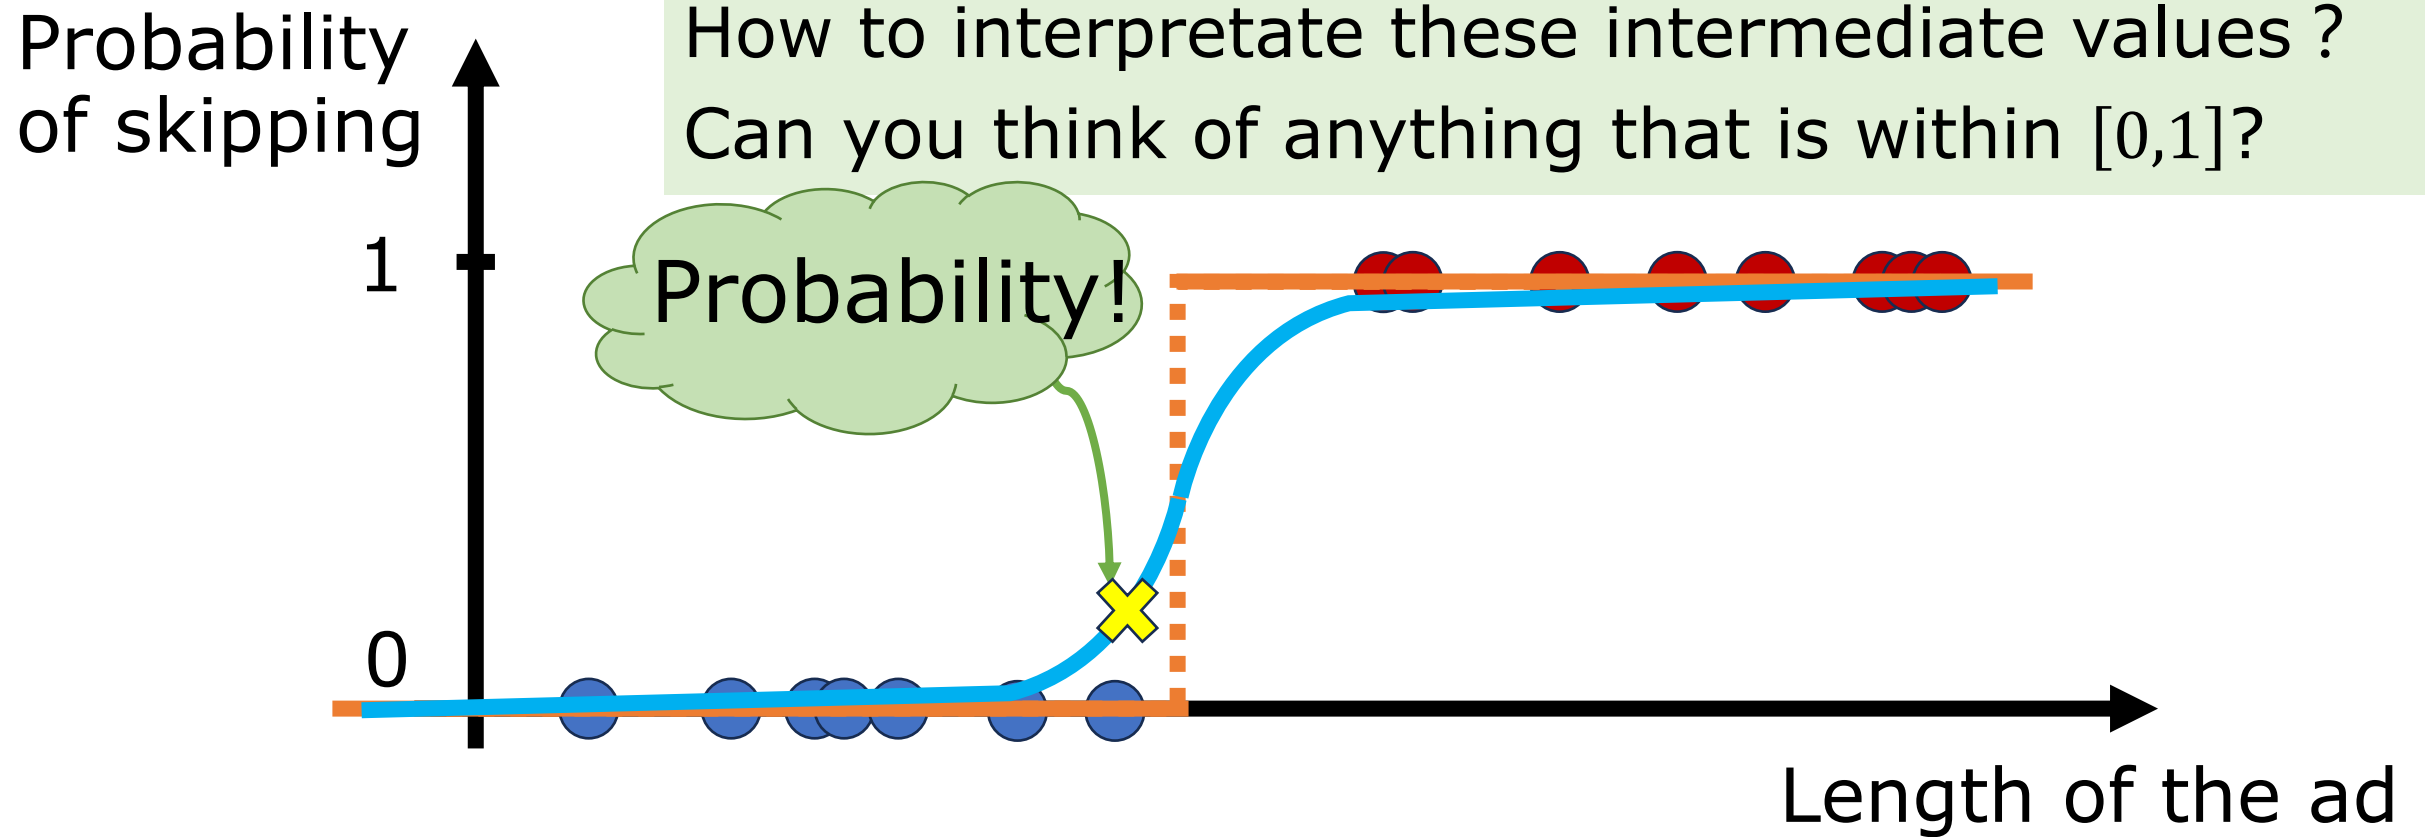 Probability
of skipping
How to interpretate these intermediate values ?
Can you think of anything that is within [0,1]?
Probability!
1
0
Length of the ad